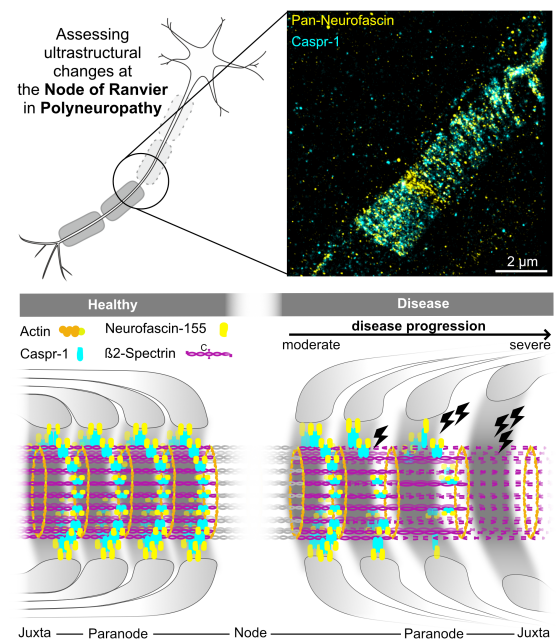 Assessing
ultrastructural
changes at
the Node of Ranvier
in Polyneuropathy
Pan-Neurofascin
Caspr-1
2 µm
Healthy
Disease
Actin
Neurofascin-155
Caspr-1
ß2-Spectrin
C
disease progression
moderate
severe
Juxta
Paranode
Node
Paranode
Juxta